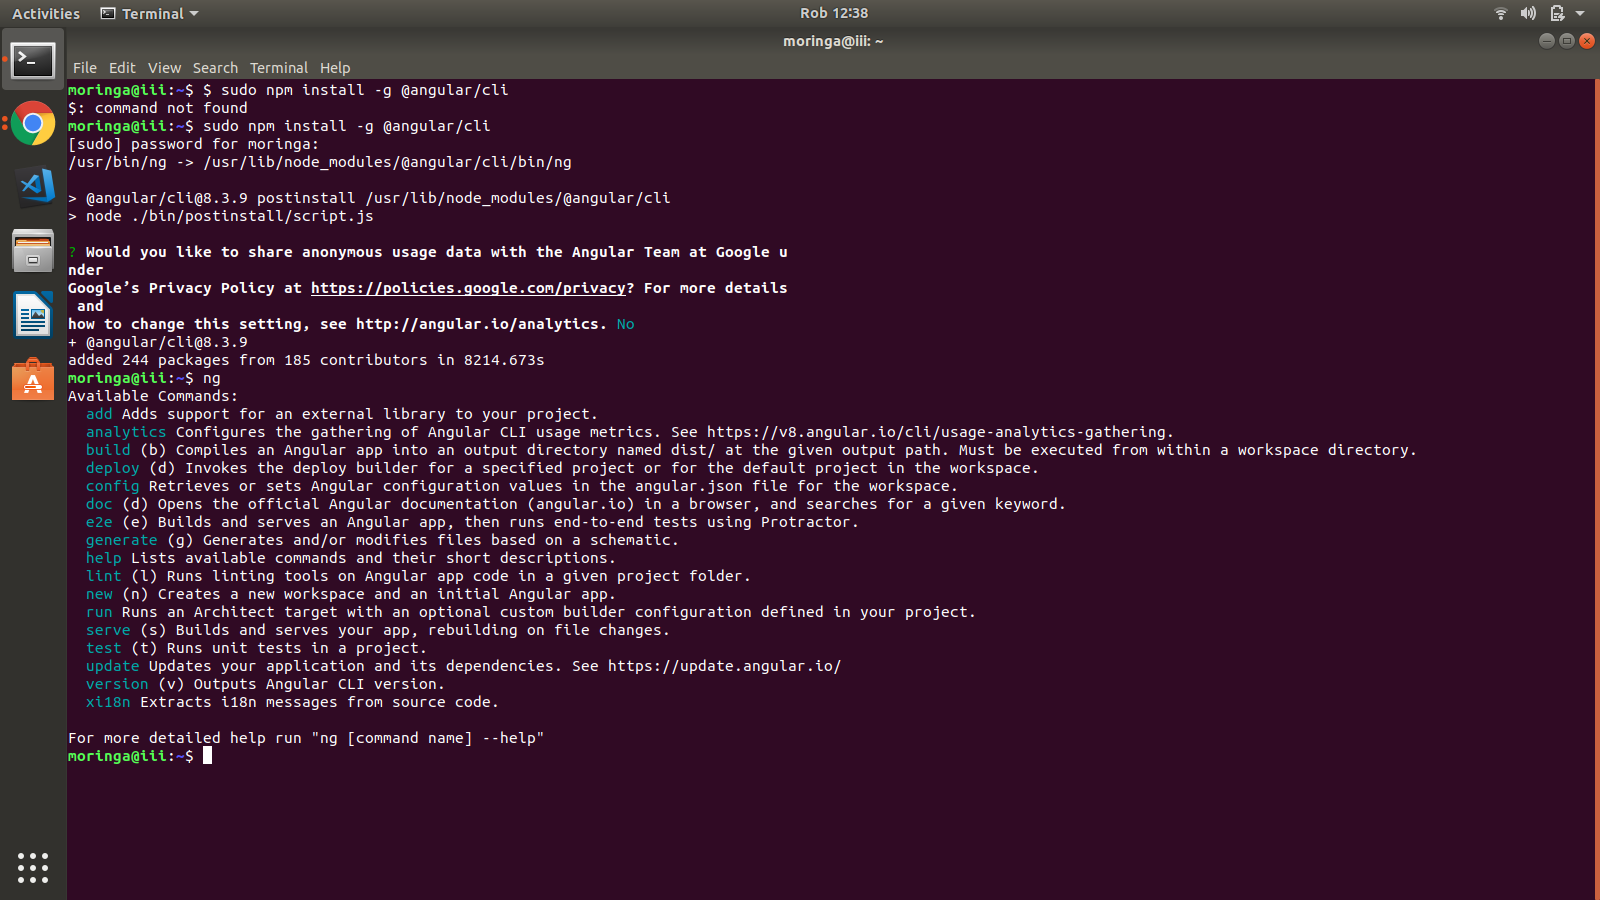 Activities Terminal Rob 12:38
moringa@iii: ~
File Edit View Search Terminal Help
moringa@iii:~$ $ sudo npm install -g @angular/cli
$: command not found
moringa@iii:~$ sudo npm install -g @angular/cli
[sudo] password for moringa:
/usr/bin/ng -> /usr/lib/node_modules/@angular/cli/bin/ng
> @angular/cli@8.3.9 postinstall /usr/lib/node_modules/@angular/cli
> node ./bin/postinstall/script.js
? Would you like to share anonymous usage data with the Angular Team at Google u
nder
Google’s Privacy Policy at https://policies.google.com/privacy? For more details
 and
how to change this setting, see http://angular.io/analytics. No
+ @angular/cli@8.3.9
added 244 packages from 185 contributors in 8214.673s
moringa@iii:~$ ng
Available Commands:
  add Adds support for an external library to your project.
  analytics Configures the gathering of Angular CLI usage metrics. See https://v8.angular.io/cli/usage-analytics-gathering.
  build (b) Compiles an Angular app into an output directory named dist/ at the given output path. Must be executed from within a workspace directory.
  deploy (d) Invokes the deploy builder for a specified project or for the default project in the workspace.
  config Retrieves or sets Angular configuration values in the angular.json file for the workspace.
  doc (d) Opens the official Angular documentation (angular.io) in a browser, and searches for a given keyword.
  e2e (e) Builds and serves an Angular app, then runs end-to-end tests using Protractor.
  generate (g) Generates and/or modifies files based on a schematic.
  help Lists available commands and their short descriptions.
  lint (l) Runs linting tools on Angular app code in a given project folder.
  new (n) Creates a new workspace and an initial Angular app.
  run Runs an Architect target with an optional custom builder configuration defined in your project.
  serve (s) Builds and serves your app, rebuilding on file changes.
  test (t) Runs unit tests in a project.
  update Updates your application and its dependencies. See https://update.angular.io/
  version (v) Outputs Angular CLI version.
  xi18n Extracts i18n messages from source code.
For more detailed help run "ng [command name] --help"
moringa@iii:~$